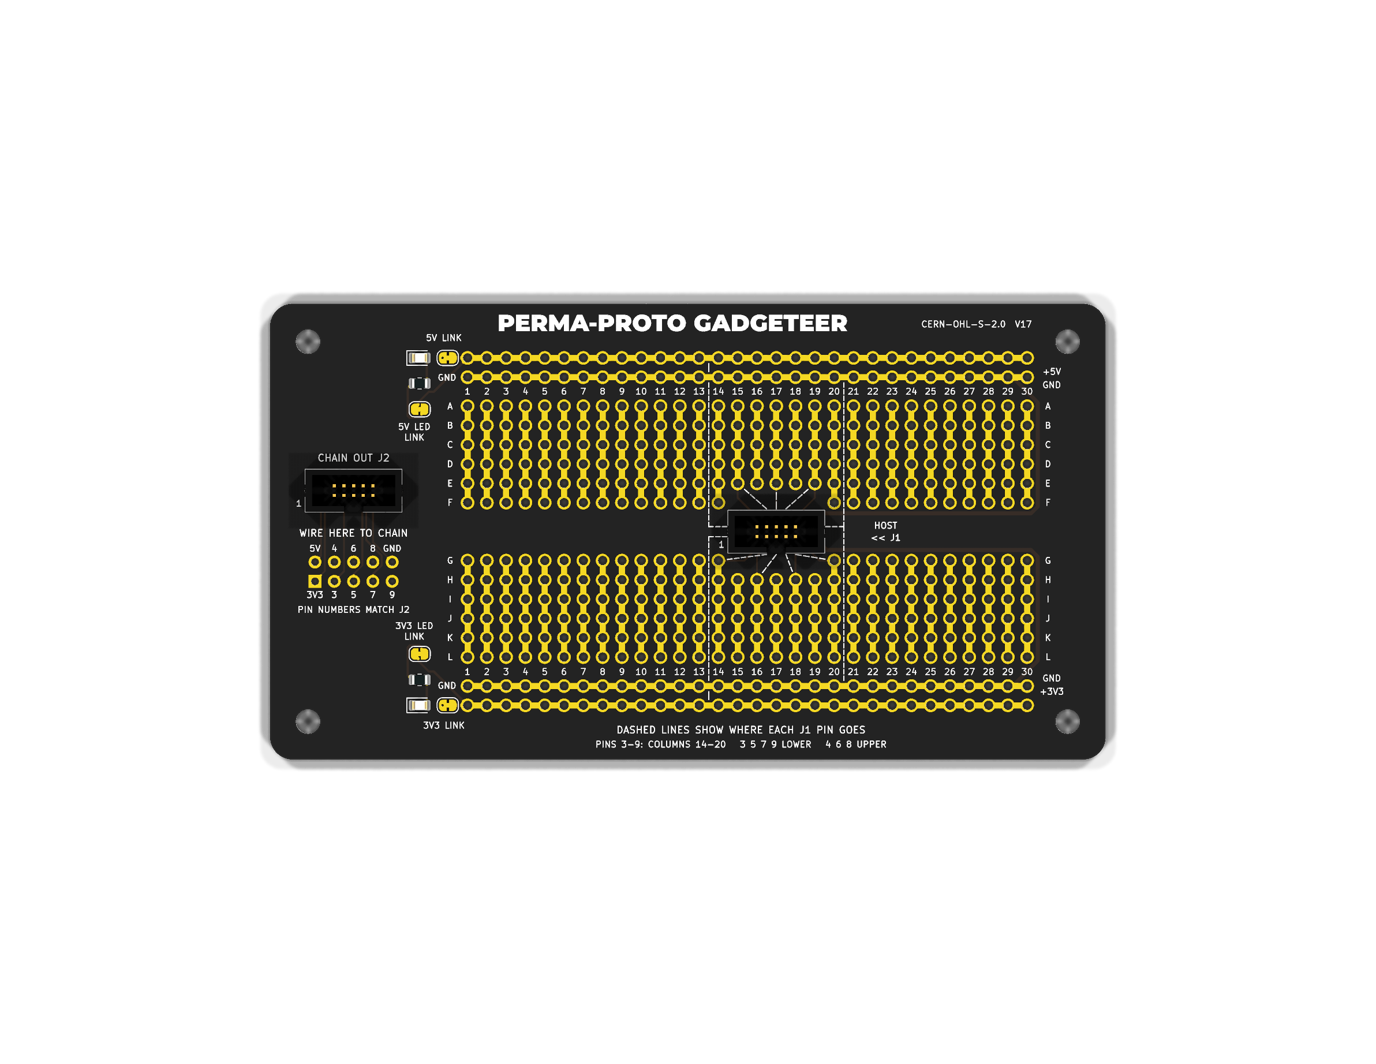 PERMA-PROTO GADGETEER
CERN-OHL-S-2.0 V17
5V LINK
+5V
GND
GND
1 2 3 4 5 6 7 8 9 10 11 12 13 14 15 16 17 18 19 20 21 22 23 24 25 26 27 28 29 30
A A
B B
5V LED
LINK
C C
D D
E E
F F
CHAIN OUT J2
1
HOST
<< J1
1
WIRE HERE TO CHAIN
5V 4 6 8 GND
3V3 3 5 7 9
PIN NUMBERS MATCH J2
G G
H H
I I
J J
K K
L L
3V3 LED
LINK
1 2 3 4 5 6 7 8 9 10 11 12 13 14 15 16 17 18 19 20 21 22 23 24 25 26 27 28 29 30
GND
GND
+3V3
3V3 LINK
DASHED LINES SHOW WHERE EACH J1 PIN GOES
PINS 3-9: COLUMNS 14-20 3 5 7 9 LOWER 4 6 8 UPPER